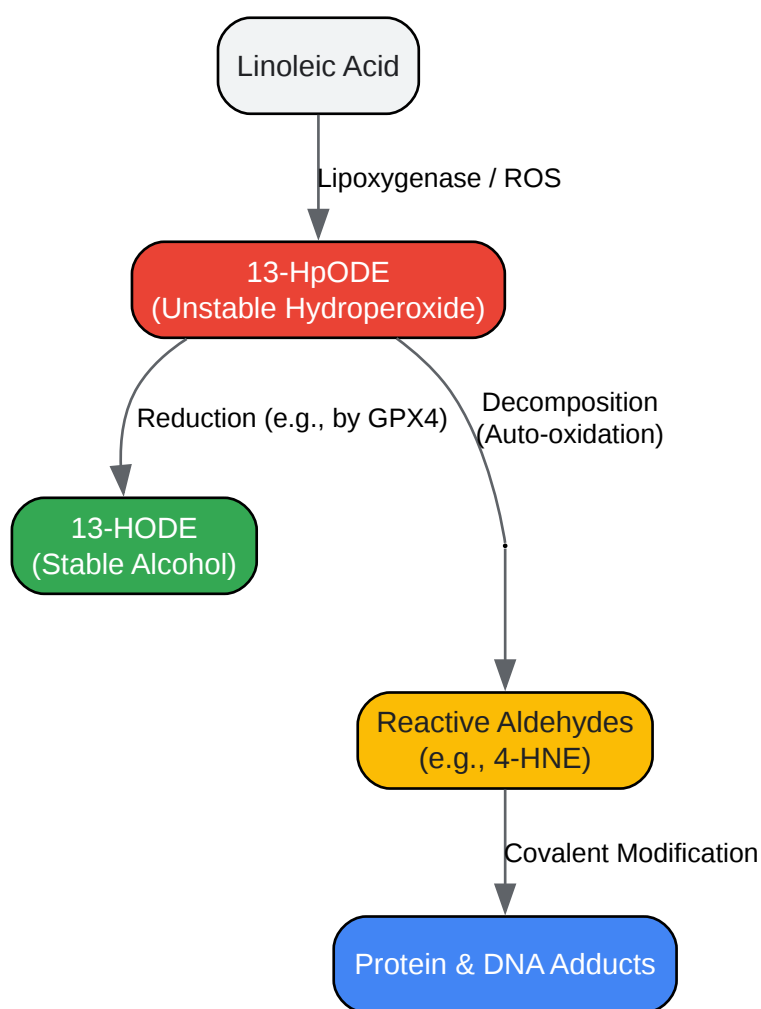 Linoleic Acid
Lipoxygenase / ROS
13-HpODE
(Unstable Hydroperoxide)
Reduction (e.g., by GPX4)
Decomposition
(Auto-oxidation)
13-HODE
(Stable Alcohol)
Reactive Aldehydes
(e.g., 4-HNE)
Covalent Modification
Protein & DNA Adducts